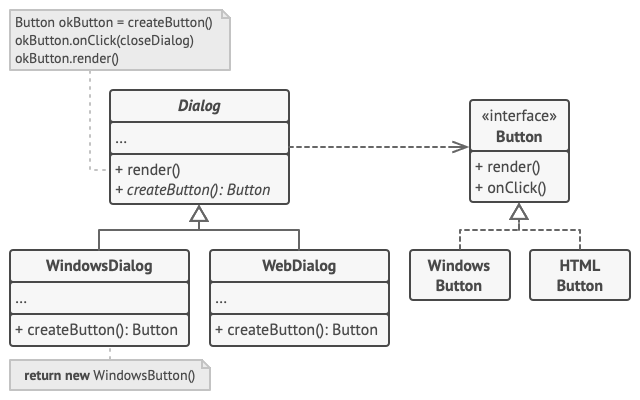 Button okButton = createButton()
okButton.onClick(closeDialog)
okButton.render()
Dialog
...
+ render()
+ createButton(): Button
«interface»
Button
+ render()
+ onClick()
WindowsDialog
...
+ createButton(): Button
WebDialog
...
+ createButton(): Button
Windows
Button
HTML
Button
return new WindowsButton()